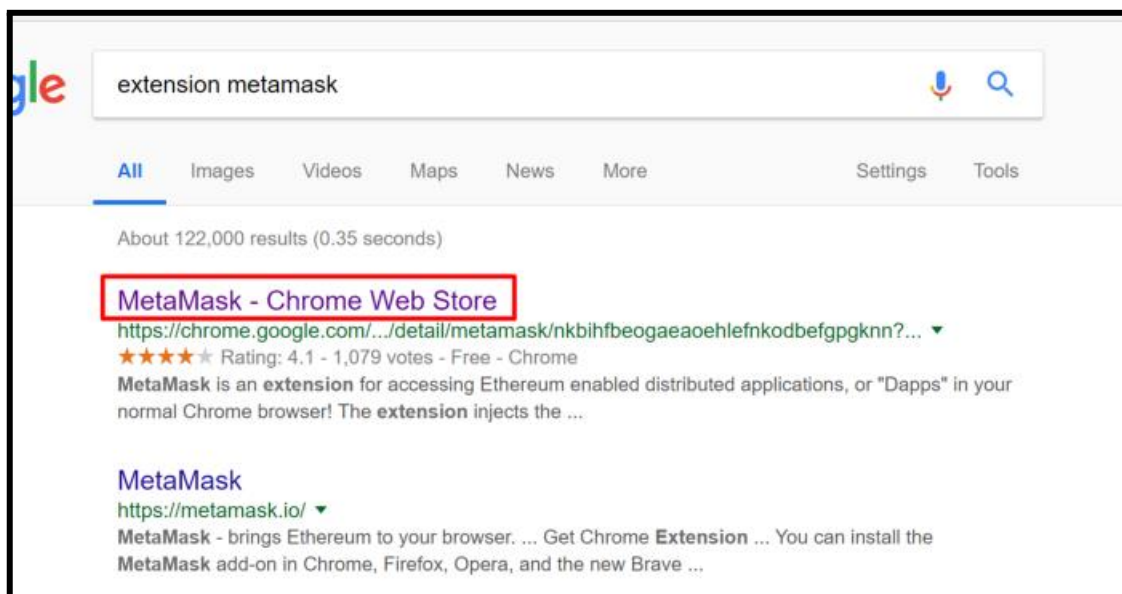 gle
extension metamask
All Images Videos Maps News More Settings Tools
About 122,000 results (0.35 seconds)
MetaMask - Chrome Web Store
https://chrome.google.com/.../detail/metamask/nkbihfbeogaeaoehlefnkodbefgpgknn?...
Rating: 4.1 - 1,079 votes - Free - Chrome
MetaMask is an extension for accessing Ethereum enabled distributed applications, or "Dapps" in your
normal Chrome browser! The extension injects the ...
MetaMask
https://metamask.io/
MetaMask - brings Ethereum to your browser. ... Get Chrome Extension ... You can install the
MetaMask add-on in Chrome, Firefox, Opera, and the new Brave ...